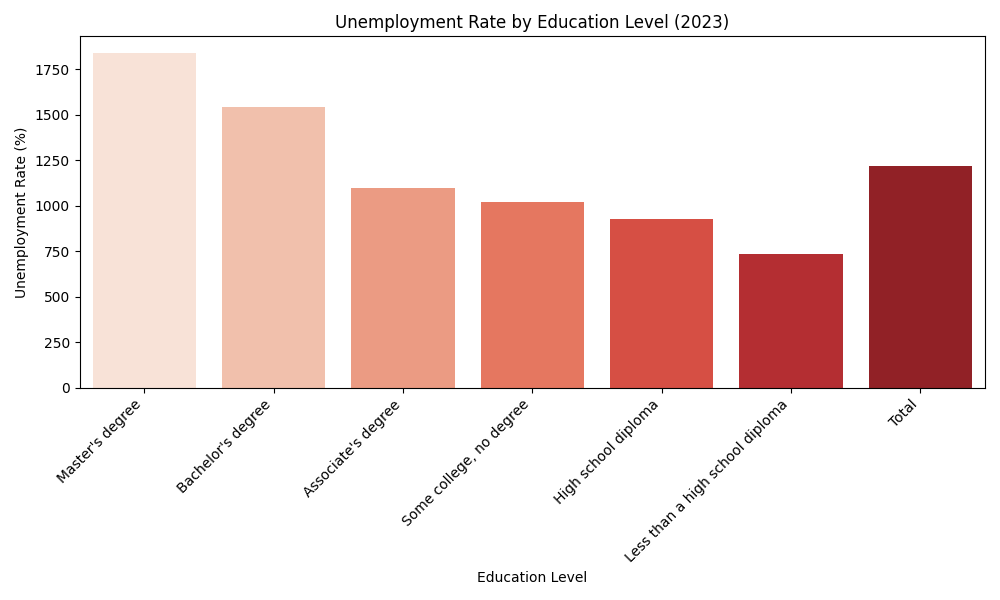 Unemployment Rate by Education Level (2023)
Unemployment Rate (%)
1750
1500
1250
1000
750
500
250
0
Master's degree
Bachelor's degree
Associate's degree
Some college, no degree
High school diploma
Less than a high school diploma
Total
Education Level